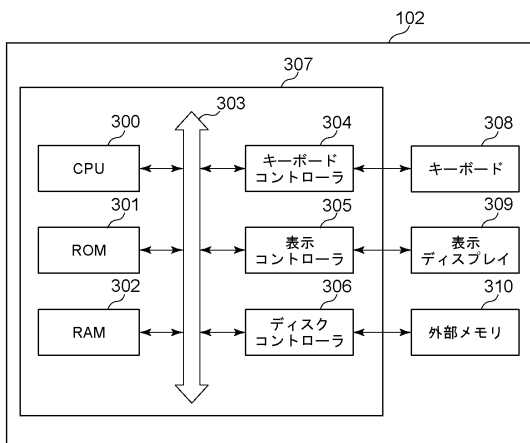 102
307
303
300
CPU
304
キーボード
コントローラ
308
キーボード
301
ROM
305
表示
コントローラ
309
表示
ディスプレイ
302
RAM
306
ディスク
コントローラ
310
外部メモリ